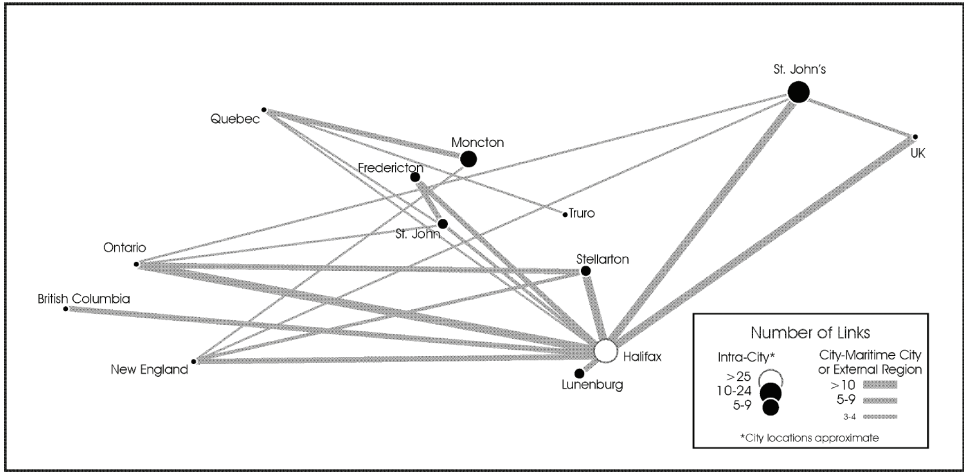 St. John's
Quebec
Moncton
UK
Fredericton
Truro
St. John
Ontario
Stellarton
British Columbia
New England
Halifax
Lunenburg
Number of Links
Intra-City*
City-Maritime City
or External Region
>25
10-24
5-9
>10
5-9
3-4
*City locations approximate